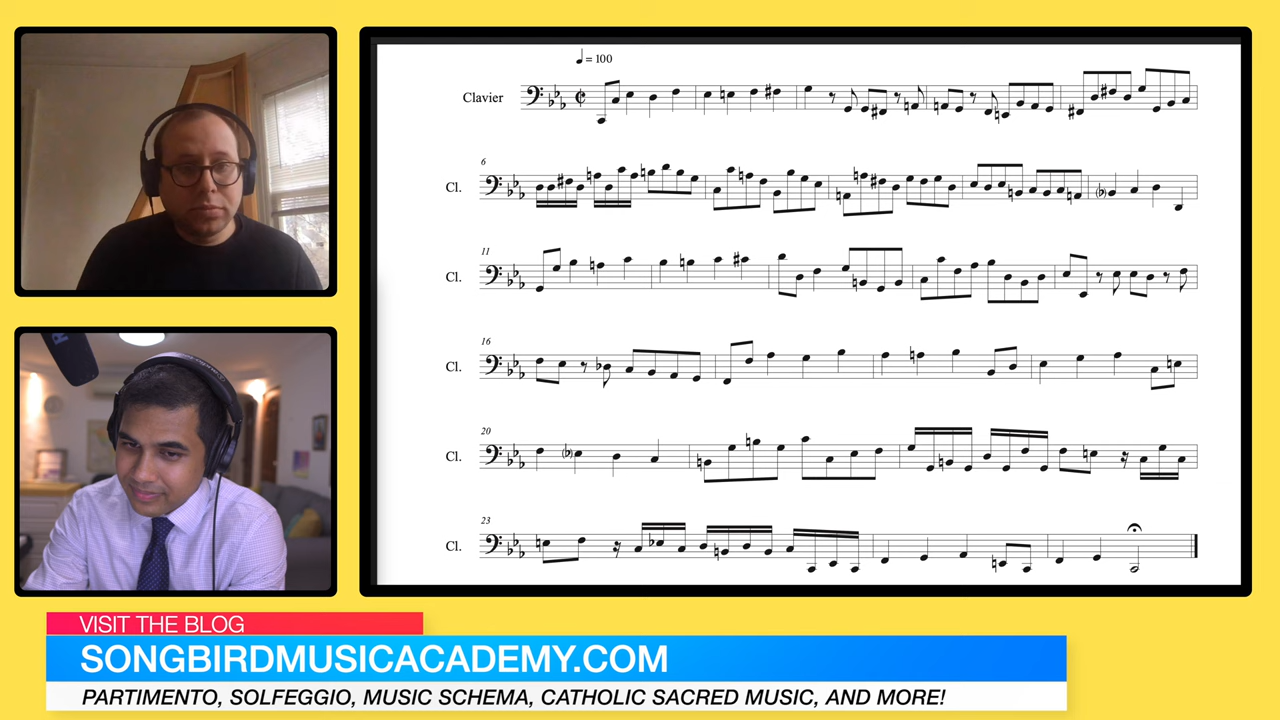 = 100
Clavier
6
Cl.
11
Cl.
16
Cl.
20
Cl.
23
Cl.
VISIT THE BLOG
SONGBIRDMUSICACADEMY.COM
PARTIMENTO, SOLFEGGIO, MUSIC SCHEMA, CATHOLIC SACRED MUSIC, AND MORE!